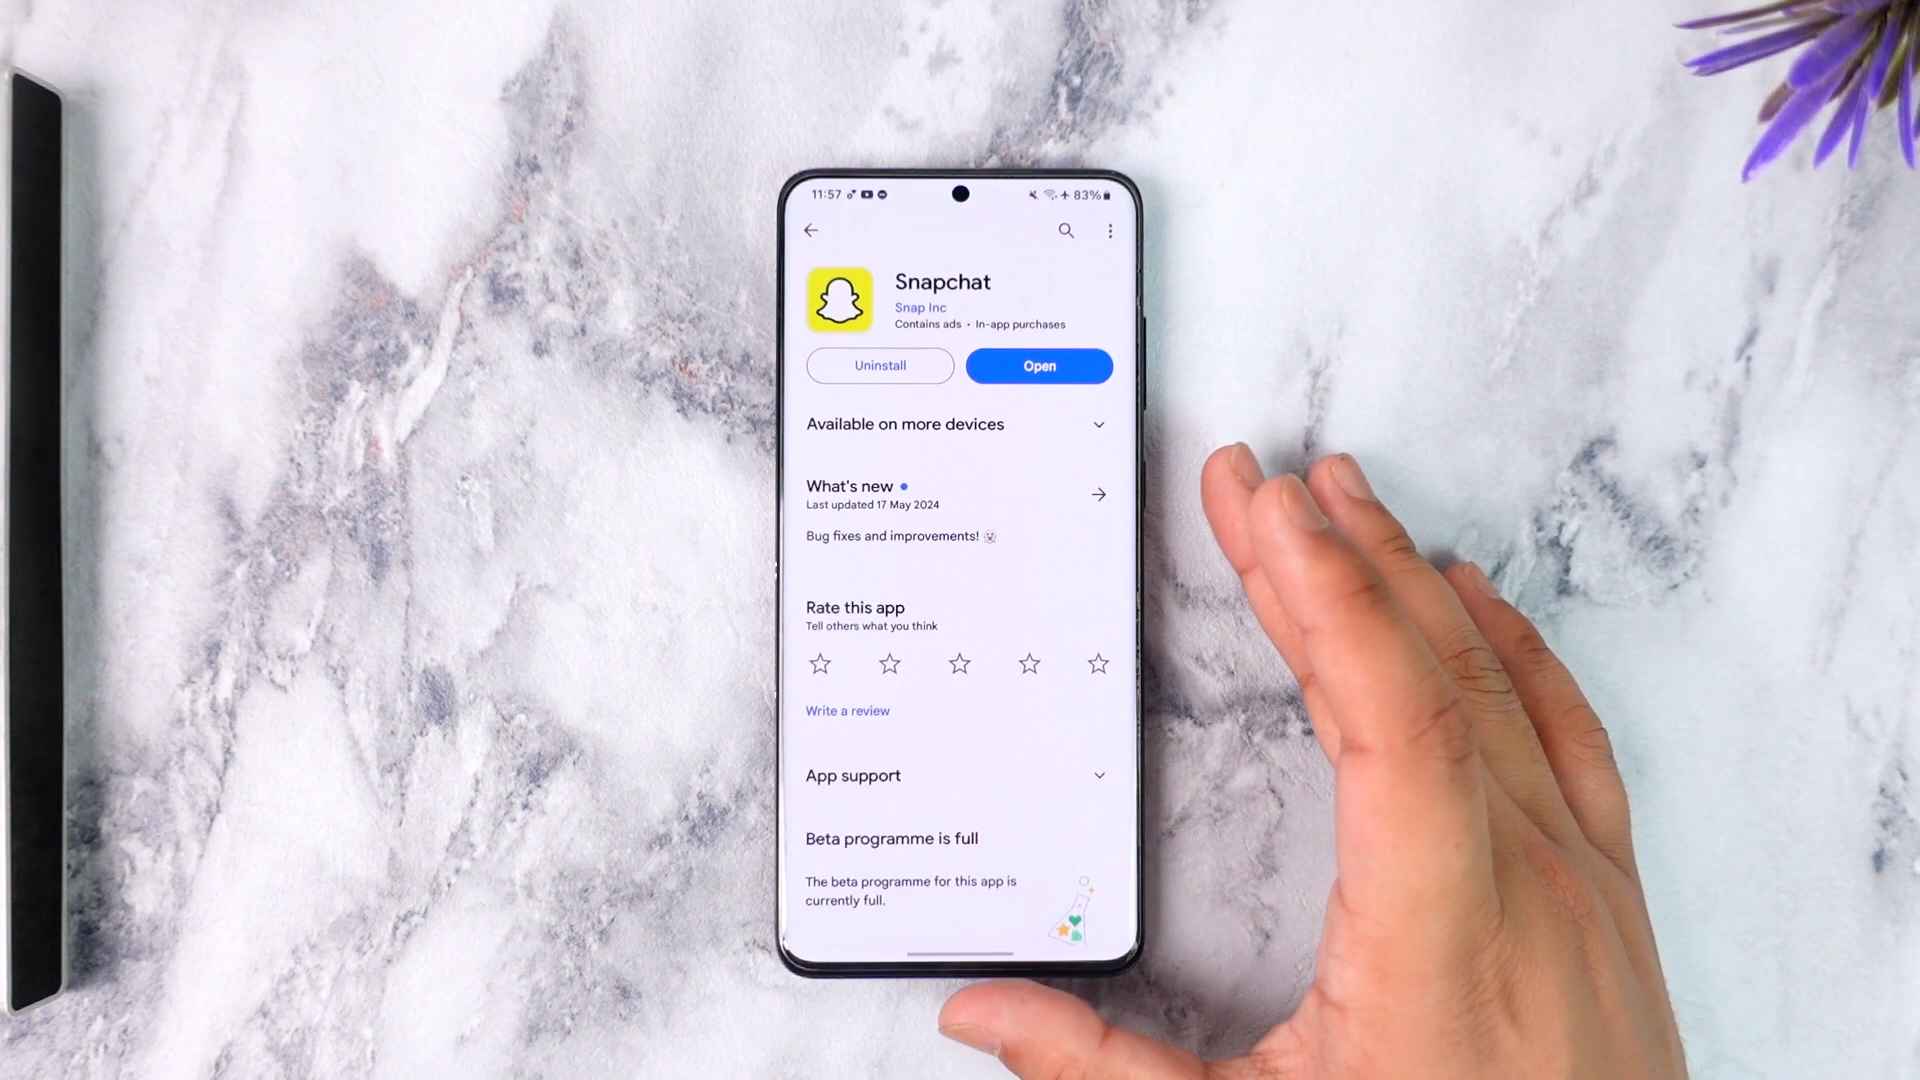 11:57 83%
Snapchat
Snap Inc
Contains ads • In-app purchases
Uninstall Open
Available on more devices
What's new
Last updated 17 May 2024
Bug fixes and improvements!
Rate this app
Tell others what you think
Write a review
App support
Beta programme is full
The beta programme for this app is
currently full.